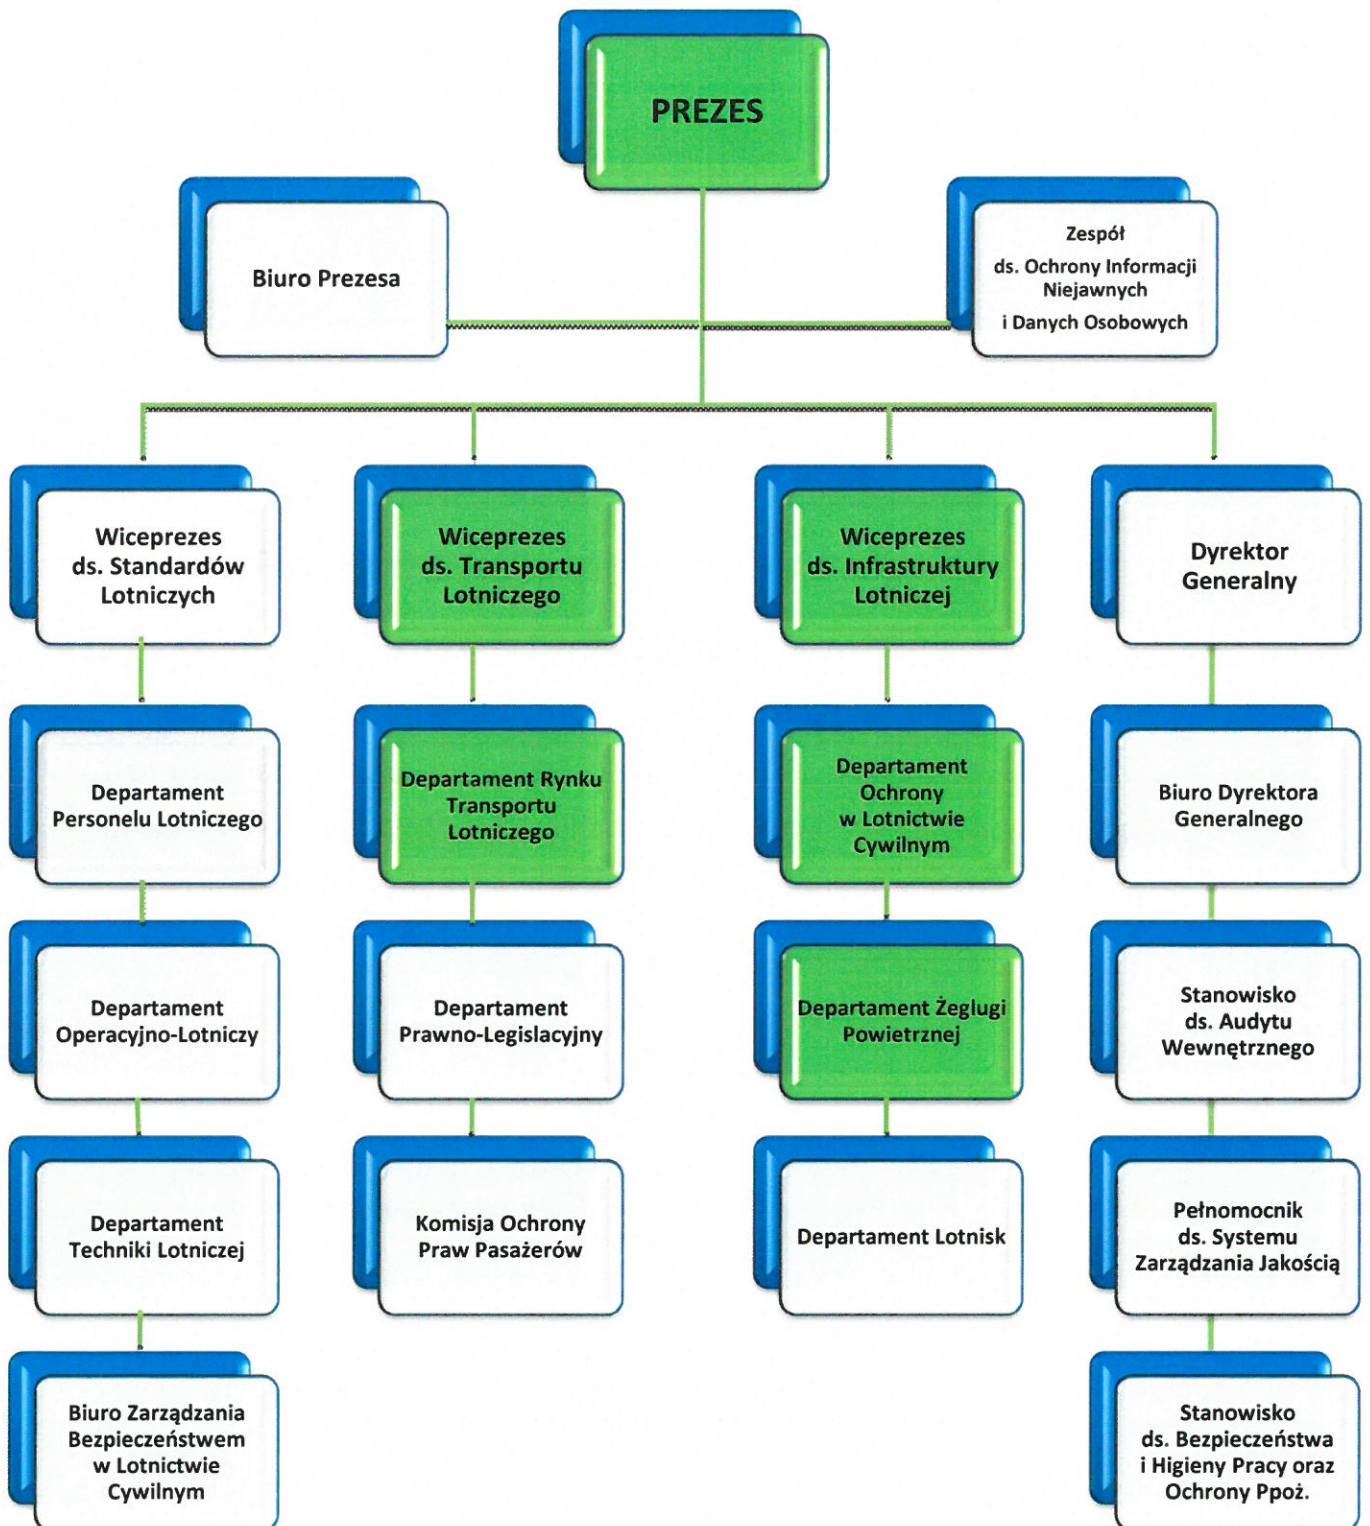 PREZES
Biuro Prezesa
Zespół
ds. Ochrony Informacji
Niejawnych
i Danych Osobowych
Wiceprezes
ds. Standardów
Lotniczych
Wiceprezes
ds. Transportu
Lotniczego
Wiceprezes
ds. Infrastruktury
Lotniczej
Dyrektor
Generalny
Departament
Personelu Lotniczego
Departament Rynku
Transportu
Lotniczego
Departament
Ochrony
w Lotnictwie
Cywilnym
Biuro Dyrektora
Generalnego
Departament
Operacyjno-Lotniczy
Departament
Prawno-Legislacyjny
Departament Żeglugi
Powietrznej
Stanowisko
ds. Audytu
Wewnętrznego
Departament
Techniki Lotniczej
Komisja Ochrony
Praw Pasażerów
Departament Lotnisk
Pełnomocnik
ds. Systemu
Zarządzania Jakością
Biuro Zarządzania
Bezpieczeństwem
w Lotnictwie
Cywilnym
Stanowisko
ds. Bezpieczeństwa
i Higieny Pracy oraz
Ochrony Ppoż.